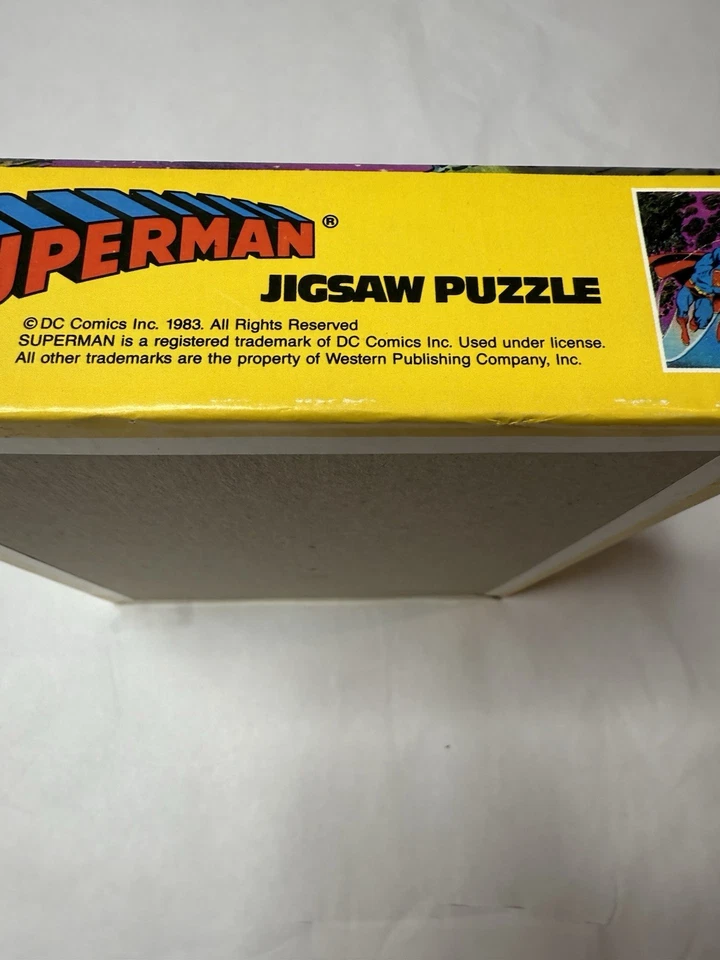 SUPERMAN®
JIGSAW PUZZLE
© DC Comics Inc. 1983. All Rights Reserved
SUPERMAN is a registered trademark of DC Comics Inc. Used under license.
All other trademarks are the property of Western Publishing Company, Inc.